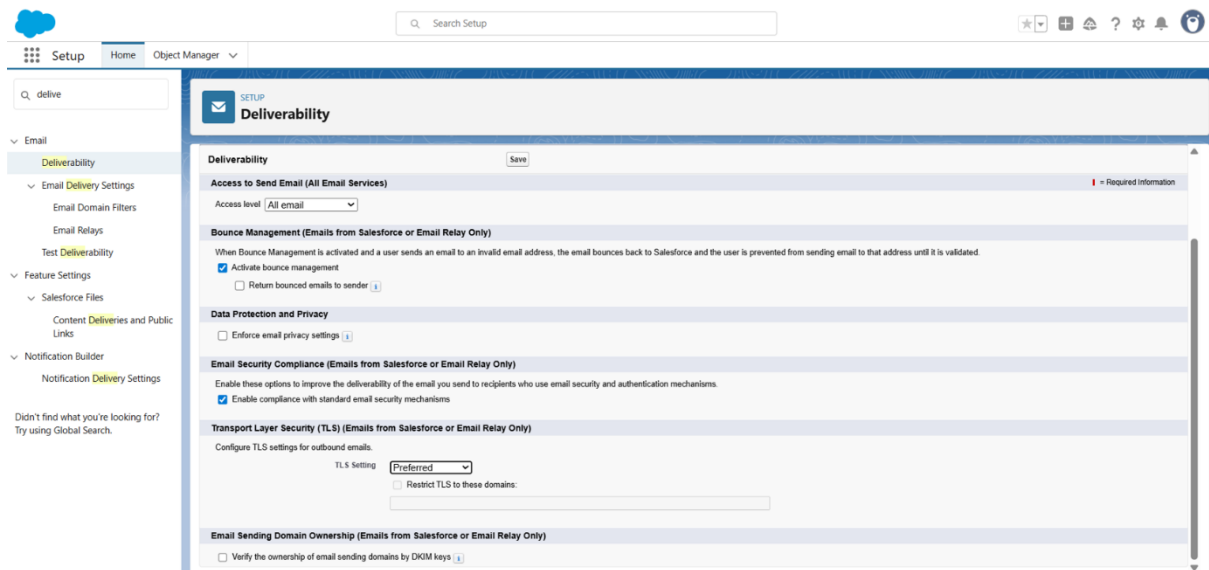 Search Setup
Setup
Home
Object Manager
delive
Email
Deliverability
Email Delivery Settings
Email Domain Filters
Email Relays
Test Deliverability
Feature Settings
Salesforce Files
Content Deliveries and Public
Links
Notification Builder
Notification Delivery Settings
Didn't find what you're looking for?
Try using Global Search.
SETUP
Deliverability
Deliverability
Save
Access to Send Email (All Email Services)
= Required Information
Access level All email
Bounce Management (Emails from Salesforce or Email Relay Only)
When Bounce Management is activated and a user sends an email to an invalid email address, the email bounces back to Salesforce and the user is prevented from sending email to that address until it is validated.
Activate bounce management
Return bounced emails to sender i
Data Protection and Privacy
Enforce email privacy settings i
Email Security Compliance (Emails from Salesforce or Email Relay Only)
Enable these options to improve the deliverability of the email you send to recipients who use email security and authentication mechanisms.
Enable compliance with standard email security mechanisms
Transport Layer Security (TLS) (Emails from Salesforce or Email Relay Only)
Configure TLS settings for outbound emails.
TLS Setting Preferred
Restrict TLS to these domains:
Email Sending Domain Ownership (Emails from Salesforce or Email Relay Only)
Verify the ownership of email sending domains by DKIM keys i